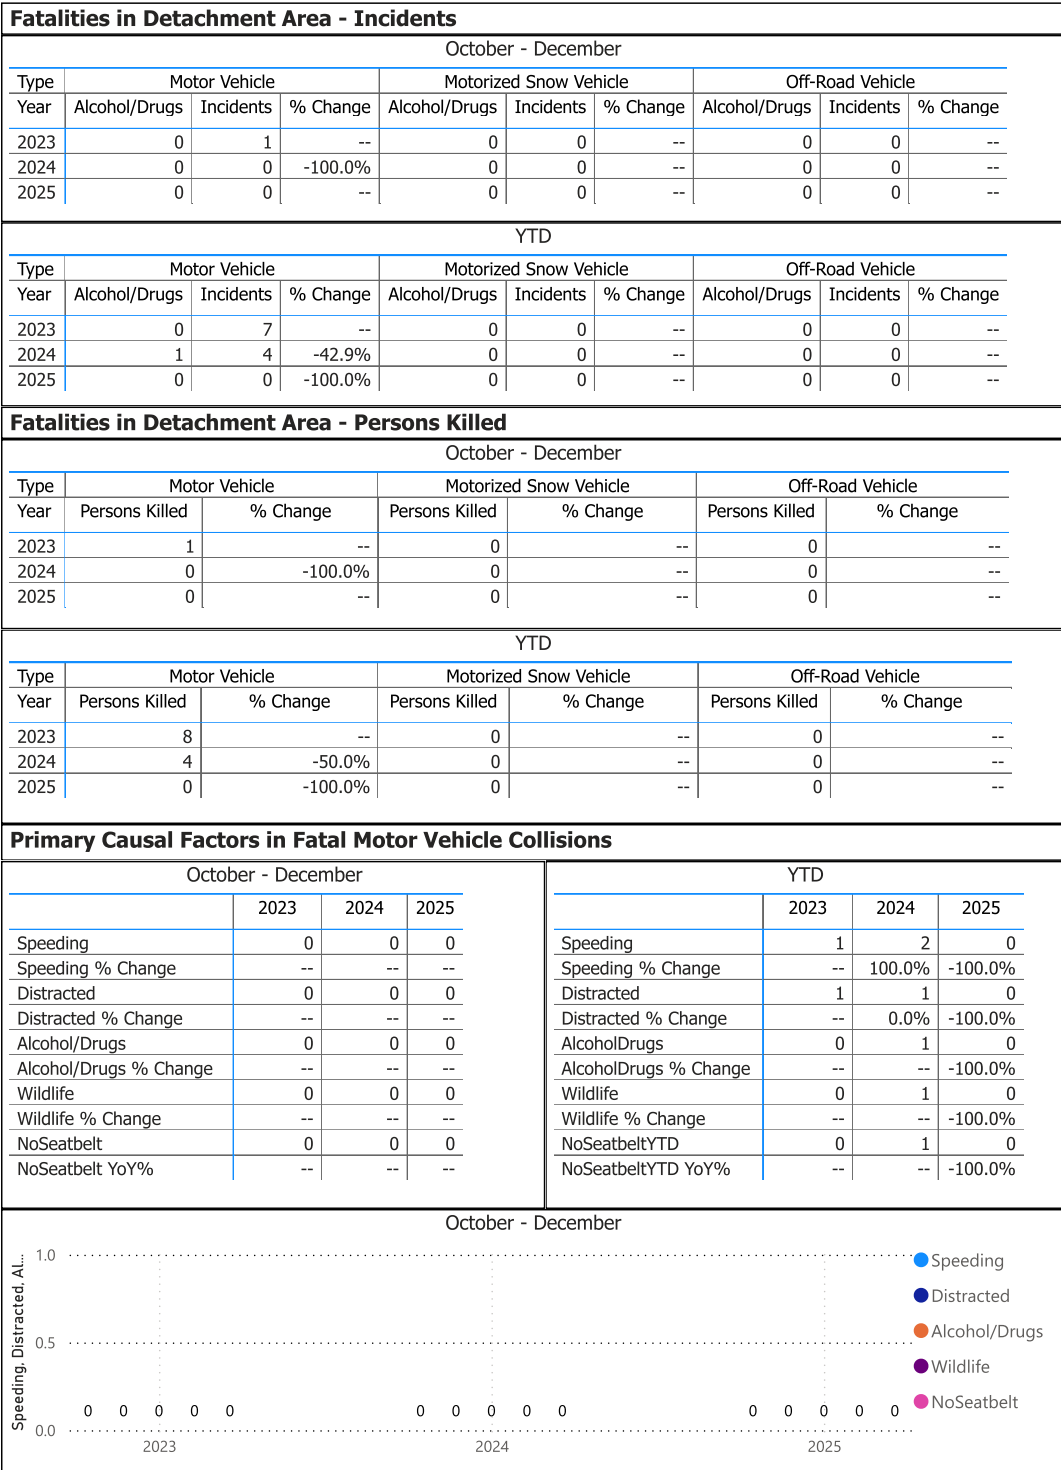 Fatalities in Detachment Area - Incidents
October - December
Type Motor Vehicle Motorized Snow Vehicle Off-Road Vehicle
Year Alcohol/Drugs Incidents % Change Alcohol/Drugs Incidents % Change Alcohol/Drugs Incidents % Change
2023 0 1 -- 0 0 -- 0 0 --
2024 0 0 -100.0% 0 0 -- 0 0 --
2025 0 0 -- 0 0 -- 0 0 --
YTD
Type Motor Vehicle Motorized Snow Vehicle Off-Road Vehicle
Year Alcohol/Drugs Incidents % Change Alcohol/Drugs Incidents % Change Alcohol/Drugs Incidents % Change
2023 0 7 -- 0 0 -- 0 0 --
2024 1 4 -42.9% 0 0 -- 0 0 --
2025 0 0 -100.0% 0 0 -- 0 0 --
Fatalities in Detachment Area - Persons Killed
October - December
Type Motor Vehicle Motorized Snow Vehicle Off-Road Vehicle
Year Persons Killed % Change Persons Killed % Change Persons Killed % Change
2023 1 -- 0 -- 0 --
2024 0 -100.0% 0 -- 0 --
2025 0 -- 0 -- 0 --
YTD
Type Motor Vehicle Motorized Snow Vehicle Off-Road Vehicle
Year Persons Killed % Change Persons Killed % Change Persons Killed % Change
2023 8 -- 0 -- 0 --
2024 4 -50.0% 0 -- 0 --
2025 0 -100.0% 0 -- 0 --
Primary Causal Factors in Fatal Motor Vehicle Collisions
October - December
2023 2024 2025
Speeding 0 0 0
Speeding % Change -- -- --
Distracted 0 0 0
Distracted % Change -- -- --
Alcohol/Drugs 0 0 0
Alcohol/Drugs % Change -- -- --
Wildlife 0 0 0
Wildlife % Change -- -- --
NoSeatbelt 0 0 0
NoSeatbelt YoY% -- -- --
YTD
2023 2024 2025
Speeding 1 2 0
Speeding % Change -- 100.0% -100.0%
Distracted 1 1 0
Distracted % Change -- 0.0% -100.0%
AlcoholDrugs 0 1 0
AlcoholDrugs % Change -- -- -100.0%
Wildlife 0 1 0
Wildlife % Change -- -- -100.0%
NoSeatbeltYTD 0 1 0
NoSeatbeltYTD YoY% -- -- -100.0%
October - December
Speeding, Distracted, Al...
1.0
0.5
0.0
0 0 0 0 0 0 0 0 0 0 0 0 0 0 0
2023 2024 2025
Speeding
Distracted
Alcohol/Drugs
Wildlife
NoSeatbelt